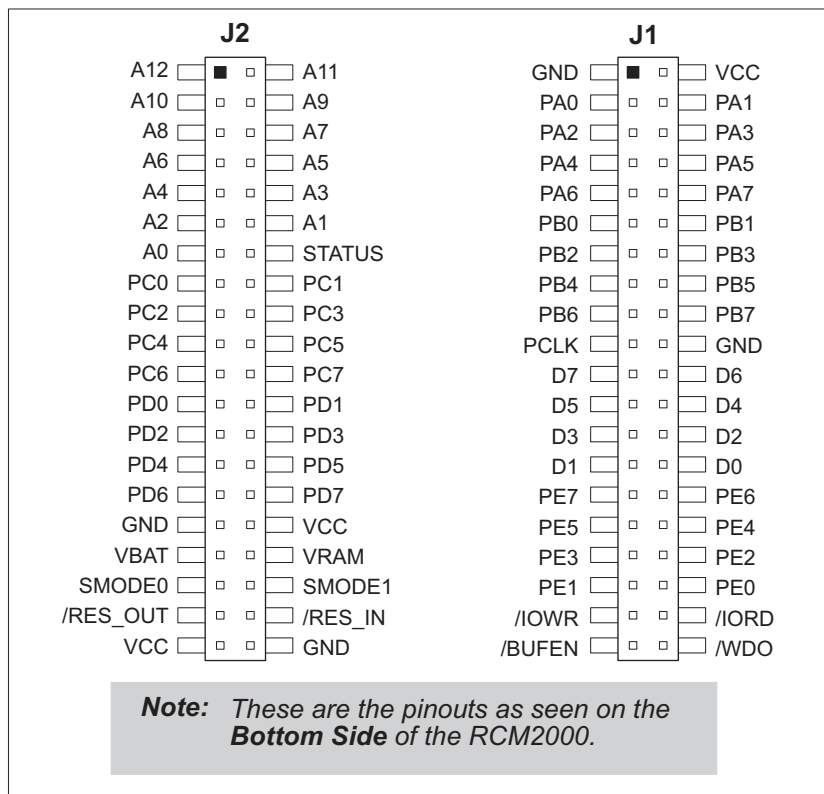 J2 J1
A12 A11 GND VCC
A10 A9 PA0 PA1
A8 A7 PA2 PA3
A6 A5 PA4 PA5
A4 A3 PA6 PA7
A2 A1 PB0 PB1
A0 STATUS PB2 PB3
PC0 PC1 PB4 PB5
PC2 PC3 PB6 PB7
PC4 PC5 PCLK GND
PC6 PC7 D7 D6
PD0 PD1 D5 D4
PD2 PD3 D3 D2
PD4 PD5 D1 D0
PD6 PD7 PE7 PE6
GND VCC PE5 PE4
VBAT VRAM PE3 PE2
SMODE0 SMODE1 PE1 PE0
/RES_OUT /RES_IN /IOWR /IORD
VCC GND /BUFEN /WDO
Note: These are the pinouts as seen on the
Bottom Side of the RCM2000.